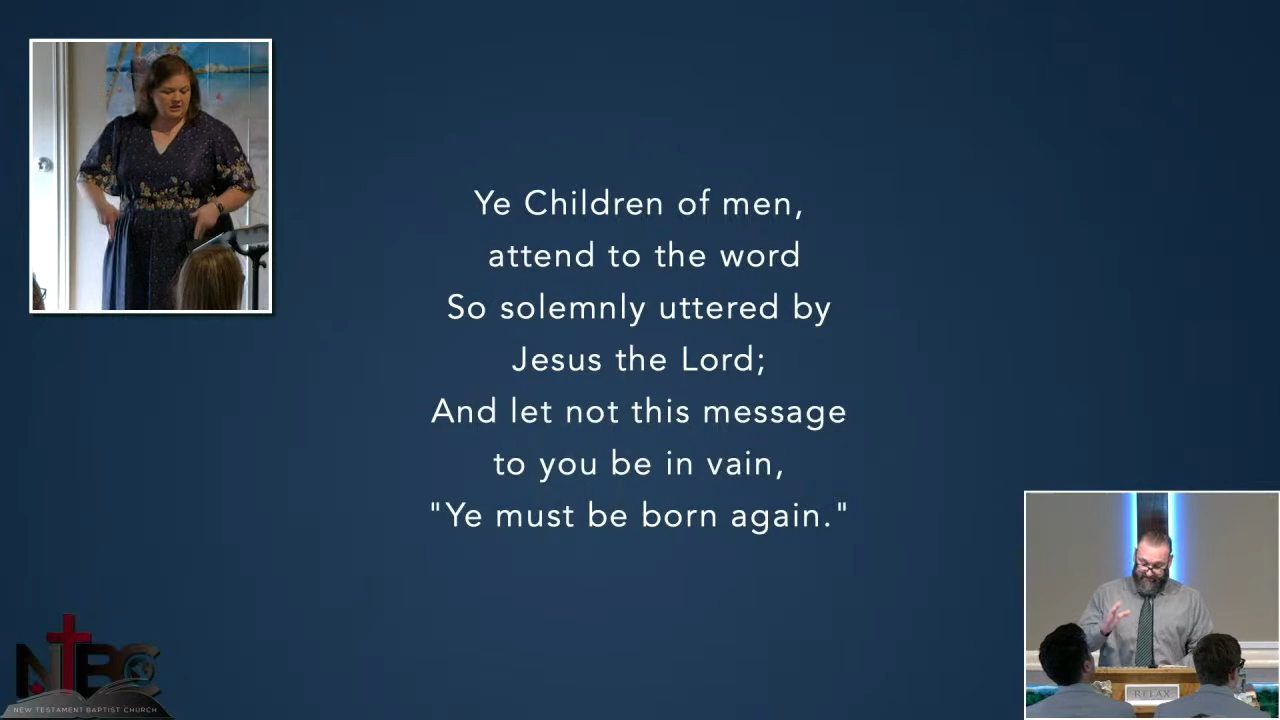 Ye Children of men,
attend to the word
So solemnly uttered by
Jesus the Lord;
And let not this message
to you be in vain,
"Ye must be born again."
RELAX
NTBC
NEW TESTAMENT BAPTIST CHURCH